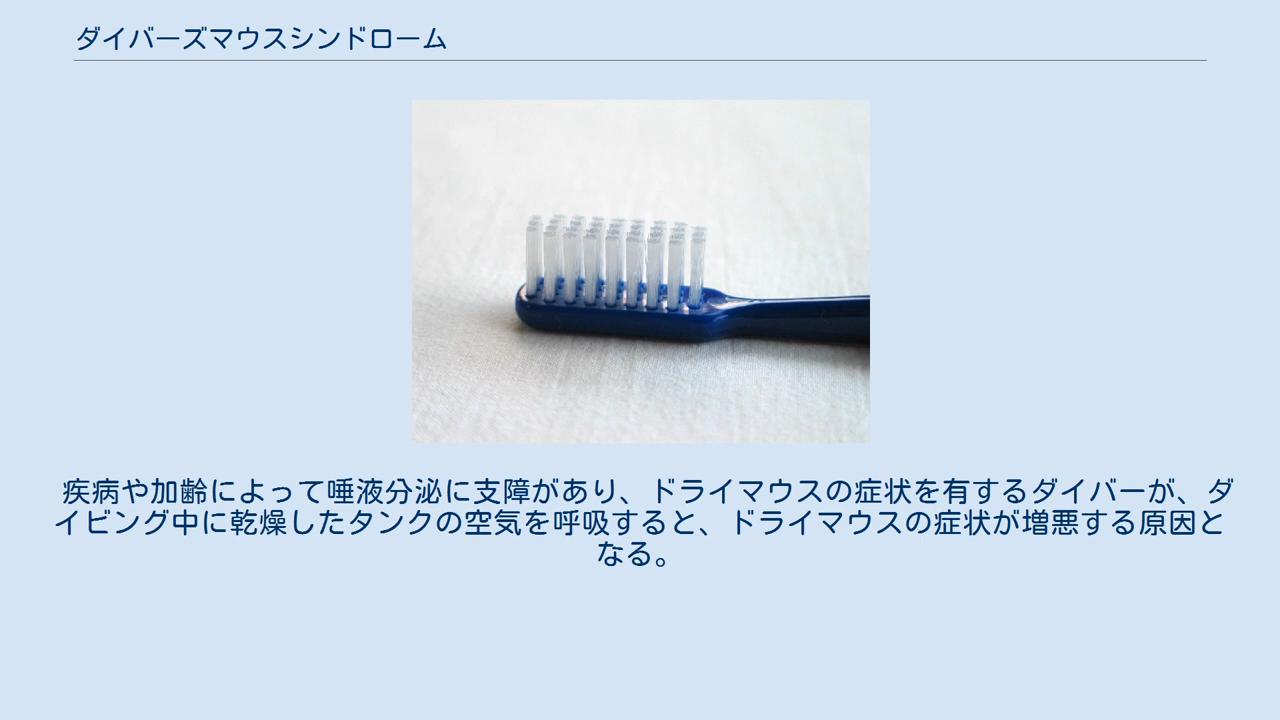 ダイバーズマウスシンドローム
疾病や加齢によって唾液分泌に支障があり、ドライマウスの症状を有するダイバーが、ダ
イビング中に乾燥したタンクの空気を呼吸すると、ドライマウスの症状が増悪する原因と
なる。